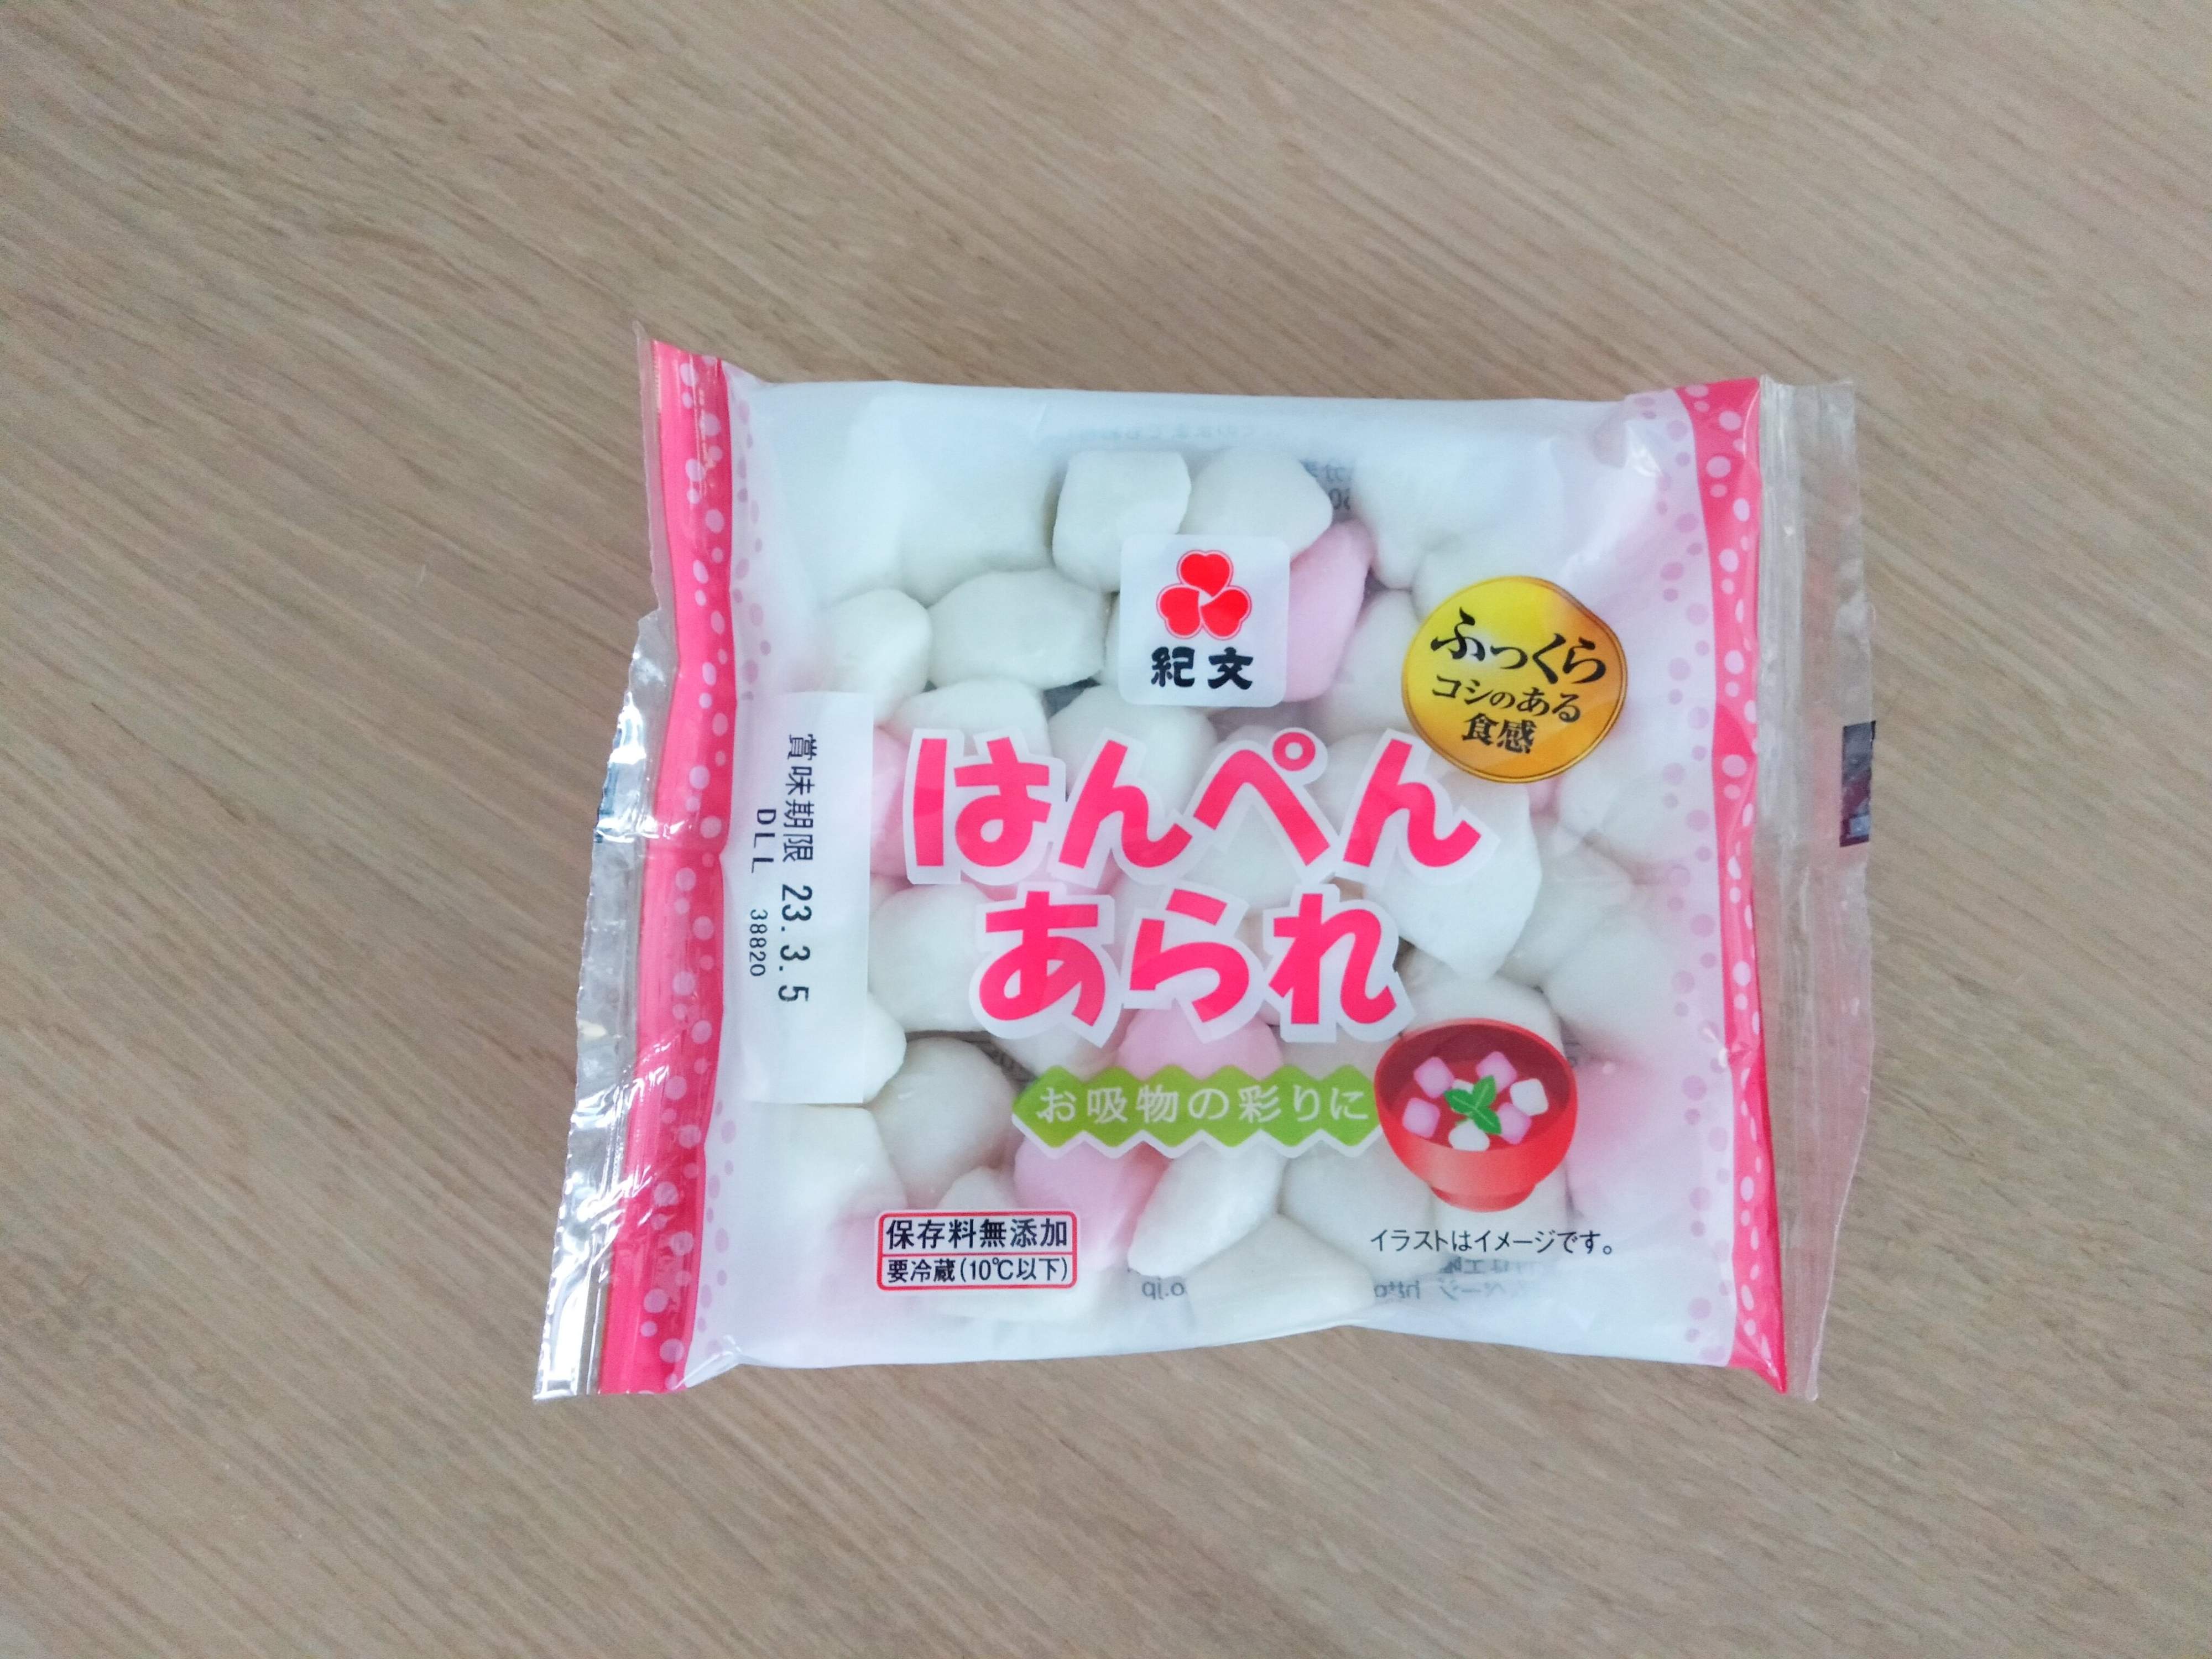 紀文
ふっくら
コシのある
食感
はんぺん
あられ
賞味期限 23.3.5
DLL 38820
お吸物の彩りに
保存料無添加
要冷蔵(10℃以下)
イラストはイメージです。